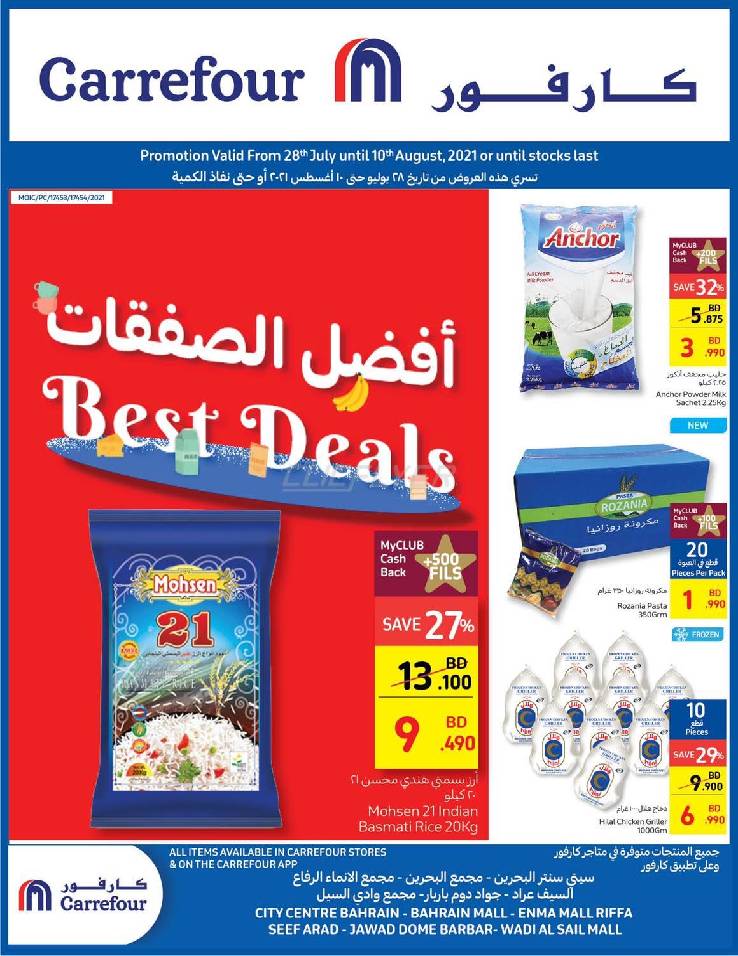 Carrefour
كارفور
Promotion Valid From 28th July until 10th August, 2021 or until stocks last
تسري هذه العروض من تاريخ ٢٨ يوليو حتى ١٠ أغسطس ٢٠٢١ أو حتى نفاذ الكمية
MOIC/PC/17453/17454/2021
أفضل الصفقات
Best Deals
Mohsen
21
MyCLUB Cash Back
+500 FILS
SAVE 27%
BD 13.100
BD 9.490
أرز بسمتي هندي محسن ٢١
٢٠ كيلو
Mohsen 21 Indian
Basmati Rice 20Kg
Anchor
Full Cream
Milk Powder
MyCLUB Cash Back
+200 FILS
SAVE 32%
BD 5.875
BD 3.990
حليب مجفف أنكور
٢.٢٥ كيلو
Anchor Powder Milk
Sachet 2.25Kg
NEW
PASTA
ROZANIA
مكرونة روزانيا
MyCLUB Cash Back
+100 FILS
20
قطع في العبوة
Pieces Per Pack
BD 1.990
مكرونة روزانيا ٣٥٠ غرام
Rozania Pasta
350Grm
FROZEN
10
قطع
Pieces
SAVE 29%
BD 9.900
BD 6.990
دجاج هلال ١٠٠٠ غرام
Hilal Chicken Griller
1000Gm
كارفور
Carrefour
ALL ITEMS AVAILABLE IN CARREFOUR STORES
& ON THE CARREFOUR APP
جميع المنتجات متوفرة في متاجر كارفور
وعلى تطبيق كارفور
سيتي سنتر البحرين - مجمع البحرين - مجمع الانماء الرفاع
السيف عراد - جواد دوم باربار- مجمع وادي السيل
CITY CENTRE BAHRAIN - BAHRAIN MALL - ENMA MALL RIFFA
SEEF ARAD - JAWAD DOME BARBAR- WADI AL SAIL MALL